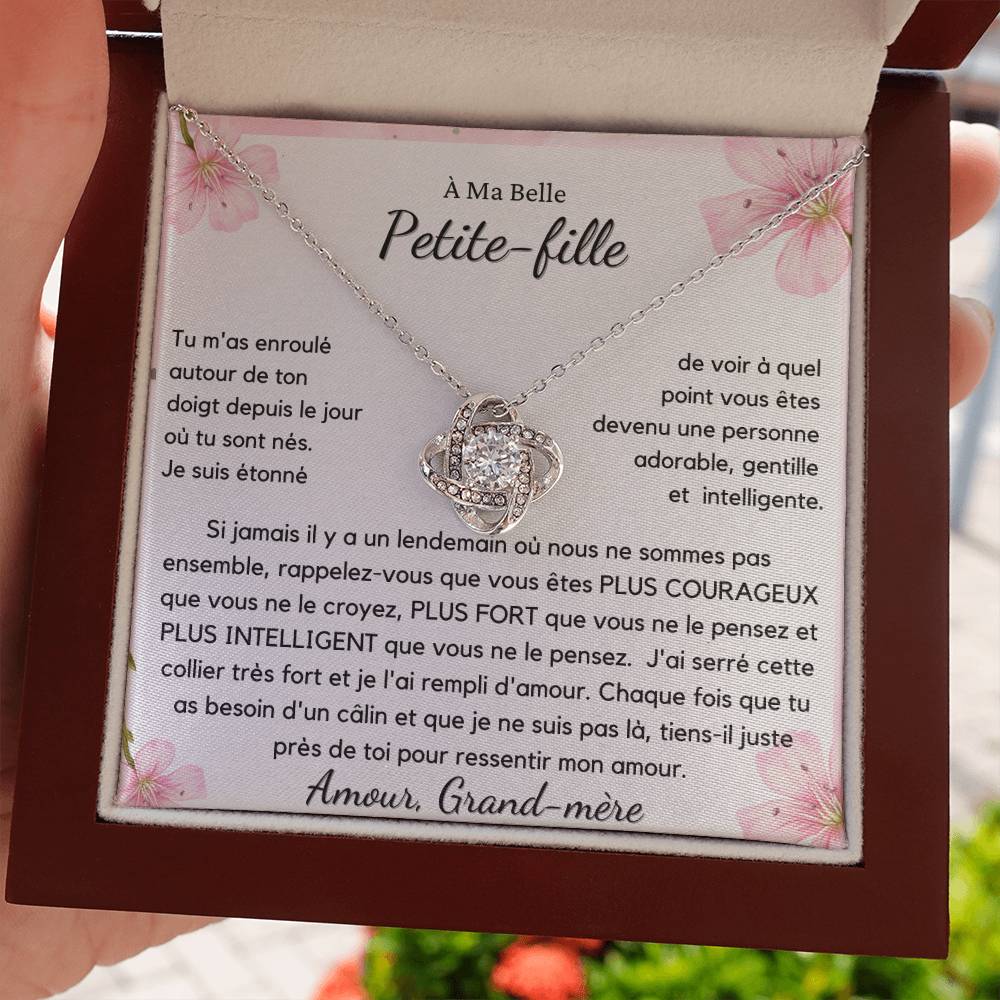 À Ma Belle
Petite-fille
Tu m'as enroulé
autour de ton
doigt depuis le jour
où tu sont nés.
Je suis étonné
de voir à quel
point vous êtes
devenu une personne
adorable, gentille
et intelligente.
Si jamais il y a un lendemain où nous ne sommes pas
ensemble, rappelez-vous que vous êtes PLUS COURAGEUX
que vous ne le croyez, PLUS FORT que vous ne le pensez et
PLUS INTELLIGENT que vous ne le pensez. J'ai serré cette
collier très fort et je l'ai rempli d'amour. Chaque fois que tu
as besoin d'un câlin et que je ne suis pas là, tiens-il juste
près de toi pour ressentir mon amour.
Amour, Grand-mère